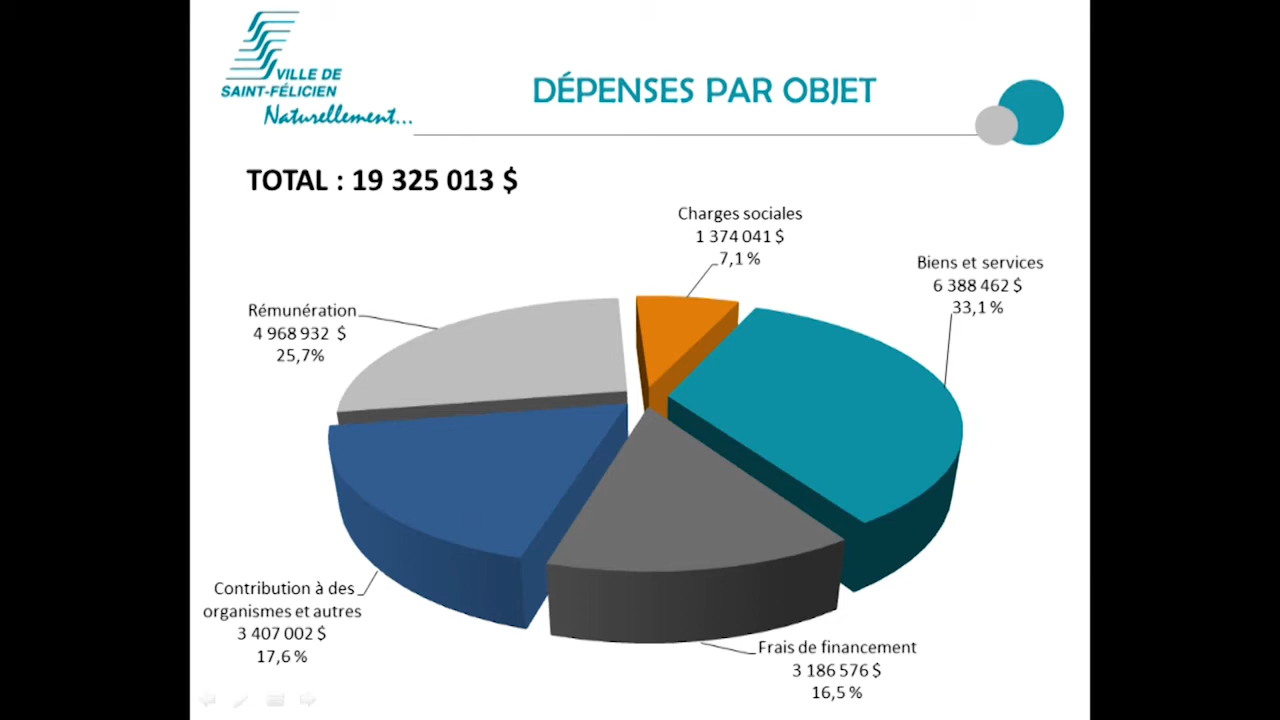 VILLE DE
SAINT-FÉLICIEN
Naturellement...
DÉPENSES PAR OBJET
TOTAL : 19 325 013 $
Charges sociales
1 374 041 $
7,1 %
Biens et services
6 388 462 $
33,1 %
Rémunération
4 968 932 $
25,7%
Contribution à des
organismes et autres
3 407 002 $
17,6 %
Frais de financement
3 186 576 $
16,5 %